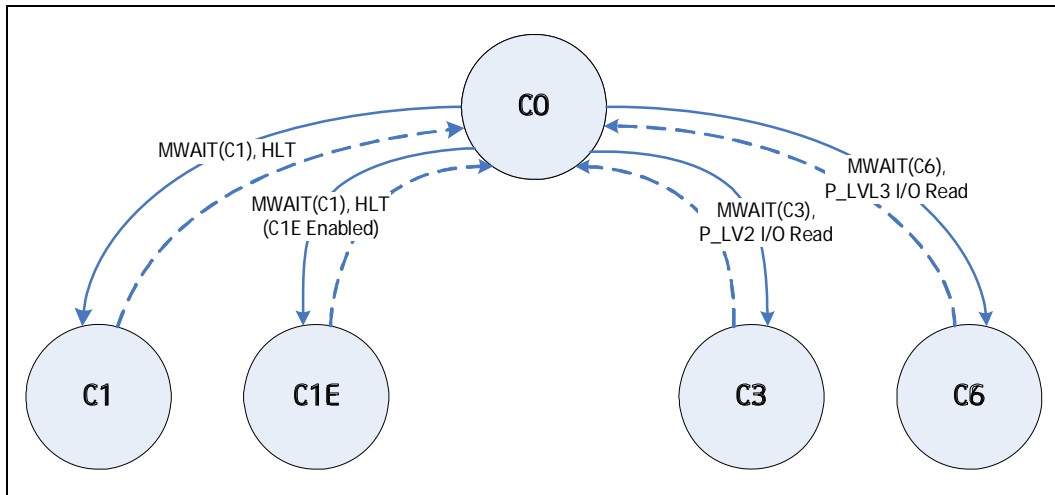 C0
MWAIT(C1), HLT
MWAIT(C1), HLT
(C1E Enabled)
MWAIT(C3),
P_LV2 I/O Read
MWAIT(C6),
P_LVL3 I/O Read
C1
C1E
C3
C6